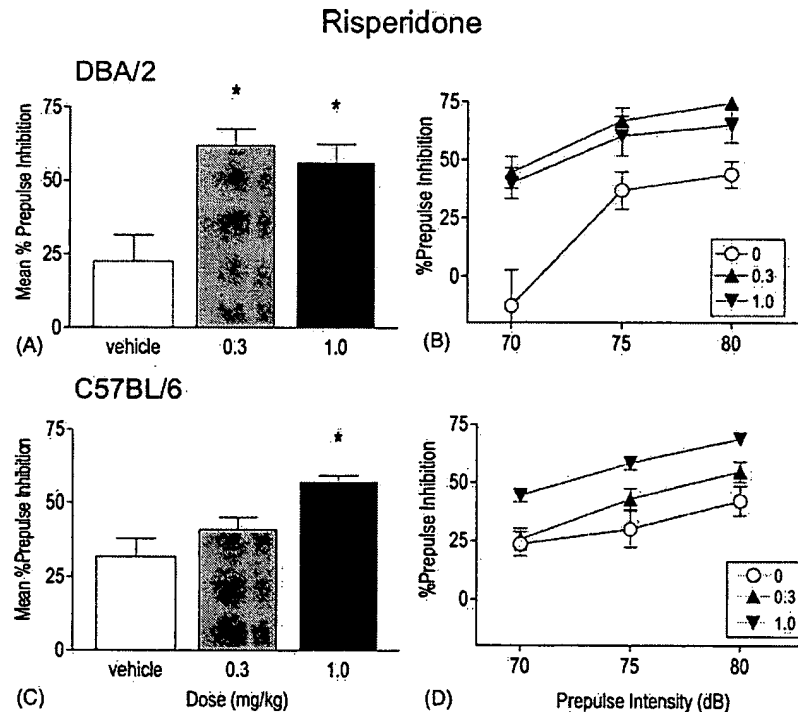 Risperidone
DBA/2
Mean % Prepulse Inhibition
75
50
25
0
*
*
vehicle
0.3
1.0
(A)
%Prepulse Inhibition
75
50
25
0
0
0.3
1.0
70
75
80
(B)
C57BL/6
Mean %Prepulse Inhibition
75
50
25
0
*
vehicle
0.3
1.0
(C)
Dose (mg/kg)
%Prepulse Inhibition
75
50
25
0
0
0.3
1.0
70
75
80
(D)
Prepulse Intensity (dB)